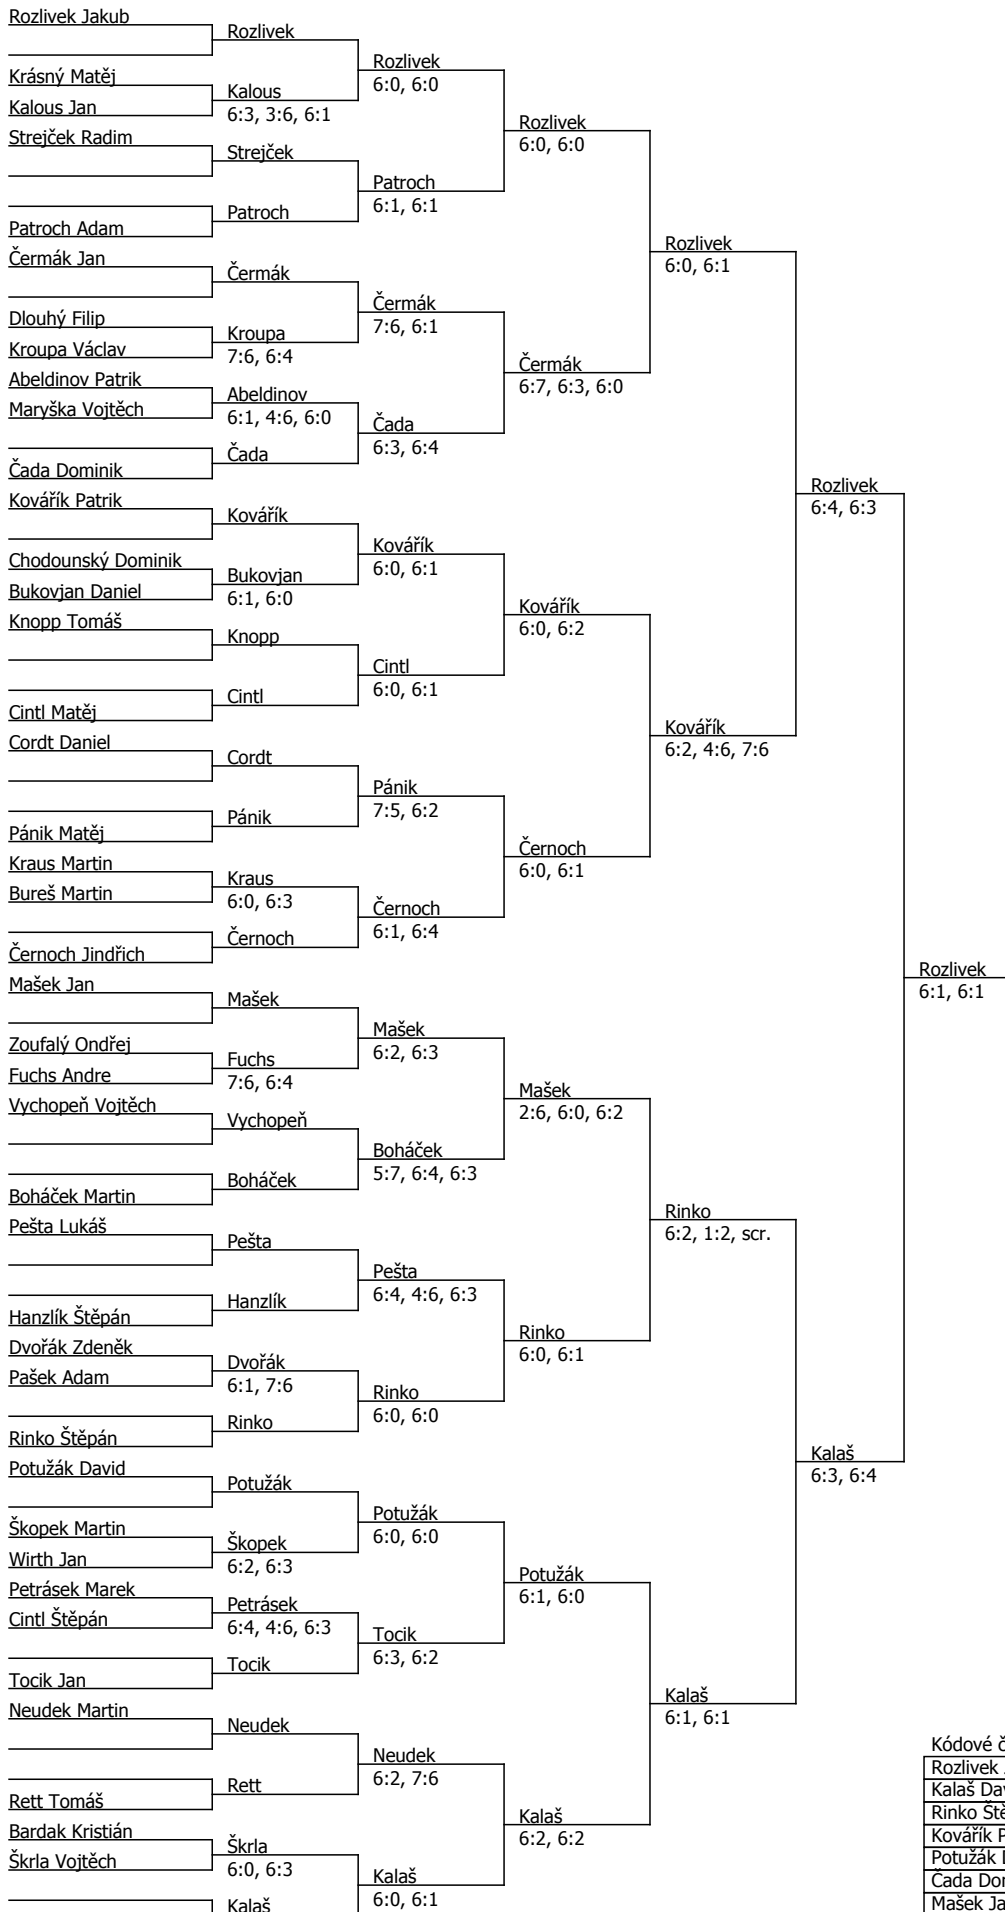 Rozlivek Jakub
Rozlivek
Rozlivek
6:0, 6:0
Krásný Matěj
Kalous Jan
Kalous
6:3, 3:6, 6:1
Rozlivek
6:0, 6:0
Strejček Radim
Strejček
Patroch
6:1, 6:1
Patroch Adam
Patroch
Rozlivek
6:0, 6:1
Čermák Jan
Čermák
Čermák
7:6, 6:1
Dlouhý Filip
Kroupa Václav
Kroupa
7:6, 6:4
Čermák
6:7, 6:3, 6:0
Abeldinov Patrik
Maryška Vojtěch
Abeldinov
6:1, 4:6, 6:0
Čada
6:3, 6:4
Čada Dominik
Čada
Rozlivek
6:4, 6:3
Kovářík Patrik
Kovářík
Kovářík
6:0, 6:1
Chodounský Dominik
Bukovjan Daniel
Bukovjan
6:1, 6:0
Kovářík
6:0, 6:2
Knopp Tomáš
Knopp
Cintl
6:0, 6:1
Cintl Matěj
Cintl
Kovářík
6:2, 4:6, 7:6
Cordt Daniel
Cordt
Pánik
7:5, 6:2
Pánik Matěj
Pánik
Černoch
6:0, 6:1
Kraus Martin
Bureš Martin
Kraus
6:0, 6:3
Černoch
6:1, 6:4
Černoch Jindřich
Černoch
Rozlivek
6:1, 6:1
Mašek Jan
Mašek
Mašek
6:2, 6:3
Zoufalý Ondřej
Fuchs Andre
Fuchs
7:6, 6:4
Mašek
2:6, 6:0, 6:2
Vychopeň Vojtěch
Vychopeň
Boháček
5:7, 6:4, 6:3
Boháček Martin
Boháček
Rinko
6:2, 1:2, scr.
Pešta Lukáš
Pešta
Pešta
6:4, 4:6, 6:3
Hanzlík Štěpán
Hanzlík
Rinko
6:0, 6:1
Dvořák Zdeněk
Pašek Adam
Dvořák
6:1, 7:6
Rinko
6:0, 6:0
Rinko Štěpán
Rinko
Kalaš
6:3, 6:4
Potužák David
Potužák
Potužák
6:0, 6:0
Škopek Martin
Wirth Jan
Škopek
6:2, 6:3
Potužák
6:1, 6:0
Petrásek Marek
Cintl Štěpán
Petrásek
6:4, 4:6, 6:3
Tocik
6:3, 6:2
Tocik Jan
Tocik
Kalaš
6:1, 6:1
Neudek Martin
Neudek
Neudek
6:2, 7:6
Rett Tomáš
Rett
Kalaš
6:2, 6:2
Bardak Kristián
Škrla Vojtěch
Škrla
6:0, 6:3
Kalaš
6:0, 6:1
Kalaš
Kódové č
Rozlivek
Kalaš Da
Rinko Ště
Kovářík P
Potužák
Čada Do
Mašek Ja